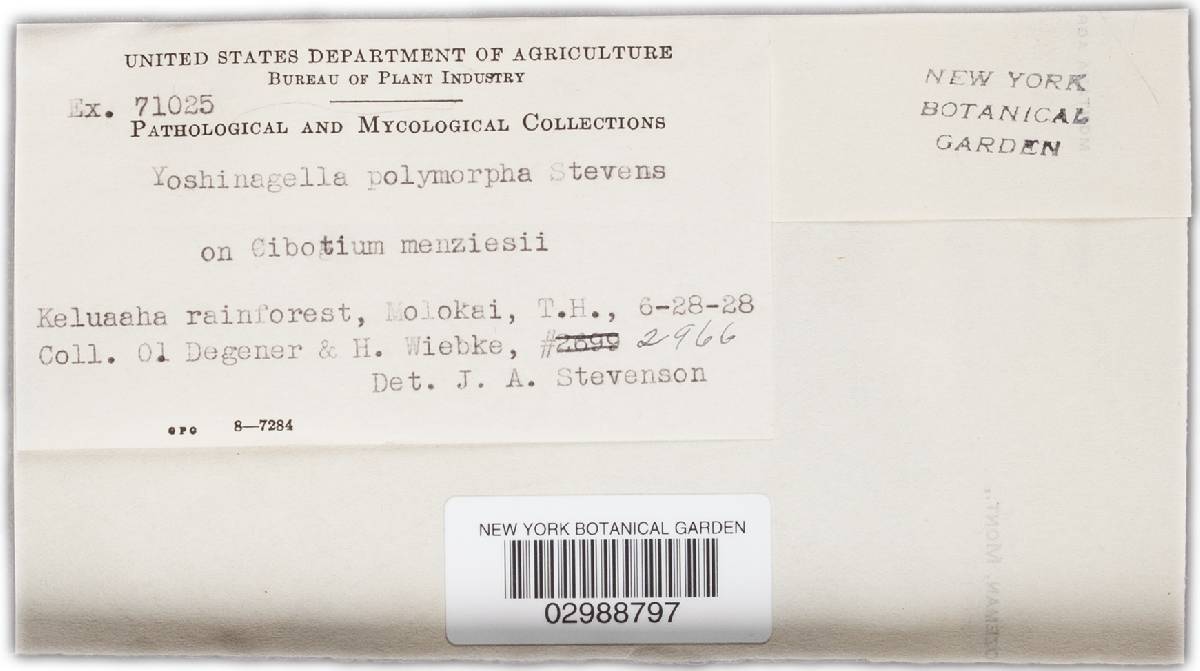 UNITED STATES DEPARTMENT OF AGRICULTURE
BUREAU OF PLANT INDUSTRY
Ex. 71025
PATHOLOGICAL AND MYCOLOGICAL COLLECTIONS
Yoshinagella polymorpha Stevens
on Cibotium menziesii
Keluaaha rainforest, Molokai, T.H., 6-28-28
Coll. Ol Degener & H. Wiebke, #2699 2966
Det. J. A. Stevenson
GPO 8—7284
NEW YORK
BOTANICAL
GARDEN
NEW YORK BOTANICAL GARDEN
02988797
MONT.,